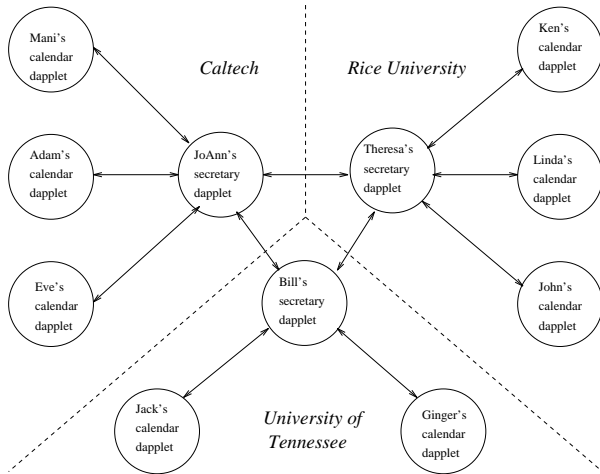 Mani's
calendar
dapplet
Caltech
Rice University
Ken's
calendar
dapplet
Adam's
calendar
dapplet
JoAnn's
secretary
dapplet
Theresa's
secretary
dapplet
Linda's
calendar
dapplet
Eve's
calendar
dapplet
Bill's
secretary
dapplet
John's
calendar
dapplet
Jack's
calendar
dapplet
University of
Tennessee
Ginger's
calendar
dapplet